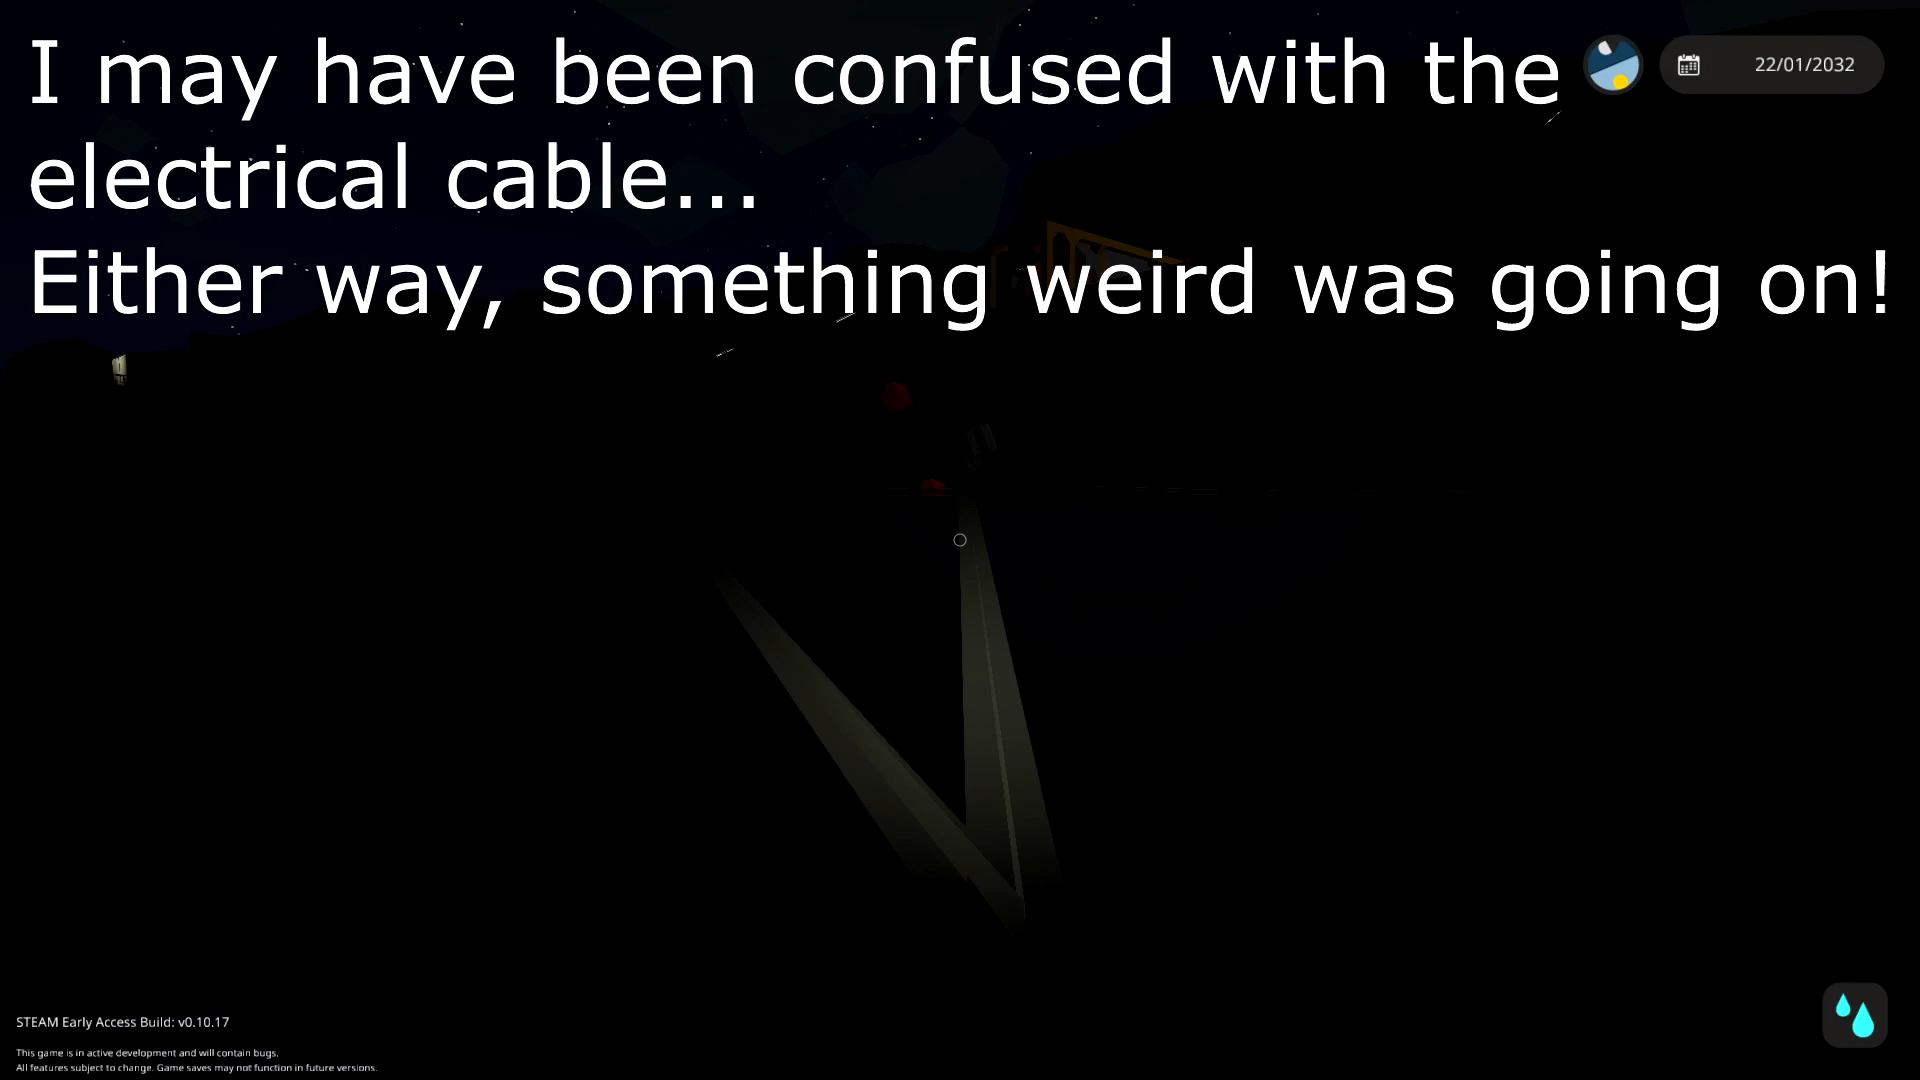 I may have been confused with the
22/01/2032
electrical cable...
Either way, something weird was going on!
STEAM Early Access Build: v0.10.17
This game is in active development and will contain bugs.
All features subject to change. Game saves may not function in future versions.